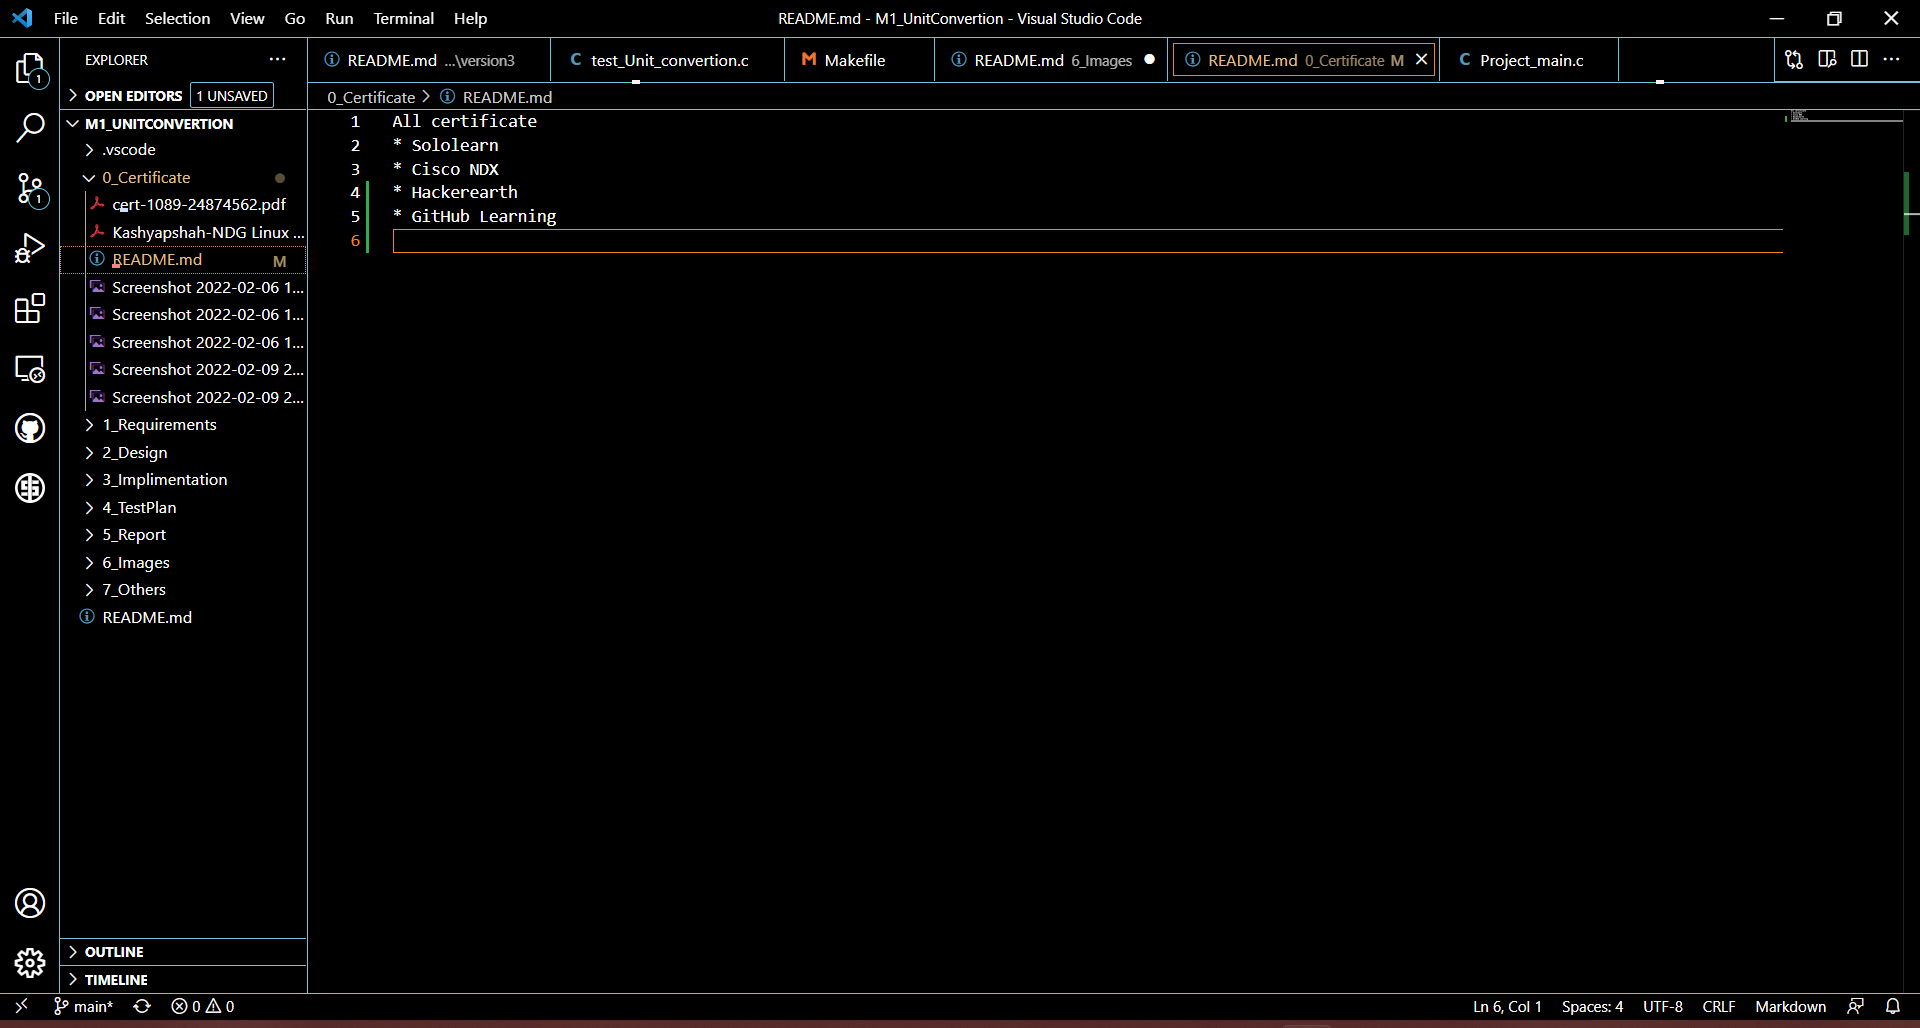 File Edit Selection View Go Run Terminal Help
README.md - M1_UnitConvertion - Visual Studio Code
EXPLORER
README.md ...\version3
C test_Unit_convertion.c
M Makefile
README.md 6_Images
README.md 0_Certificate M
C Project_main.c
OPEN EDITORS 1 UNSAVED
0_Certificate > README.md
M1_UNITCONVERTION
.vscode
0_Certificate
cert-1089-24874562.pdf
Kashyapshah-NDG Linux ...
README.md M
Screenshot 2022-02-06 1...
Screenshot 2022-02-06 1...
Screenshot 2022-02-06 1...
Screenshot 2022-02-09 2...
Screenshot 2022-02-09 2...
1_Requirements
2_Design
3_Implimentation
4_TestPlan
5_Report
6_Images
7_Others
README.md
1 All certificate
2 * Sololearn
3 * Cisco NDX
4 * Hackerearth
5 * GitHub Learning
6
1
1
OUTLINE
TIMELINE
main* 0 0
Ln 6, Col 1 Spaces: 4 UTF-8 CRLF Markdown